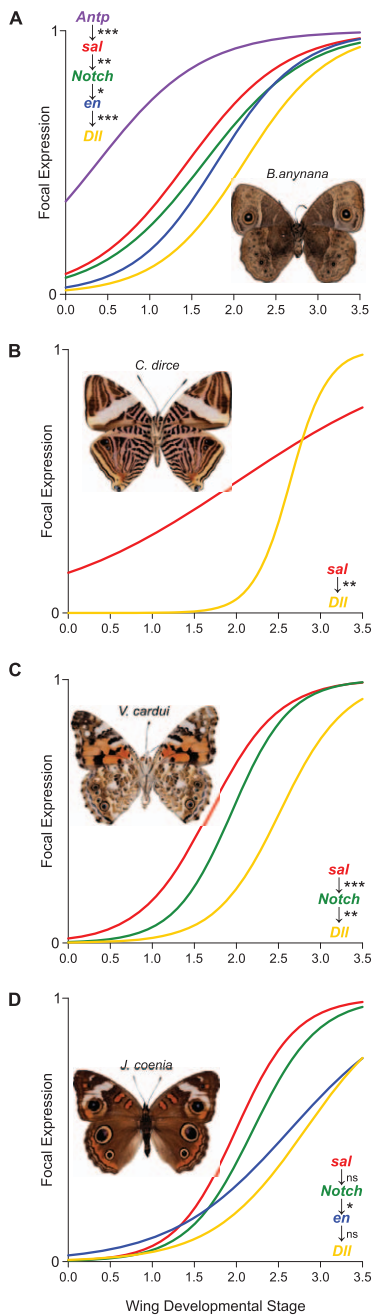 A
1
Antp
***
sal
**
Notch
*
en
***
Dll
Focal Expression
B.anynana
0
0.0 0.5 1.0 1.5 2.0 2.5 3.0 3.5
B
1
C. dirce
Focal Expression
sal
**
Dll
0
0.0 0.5 1.0 1.5 2.0 2.5 3.0 3.5
C
1
V. cardui
Focal Expression
sal
***
Notch
**
Dll
0
0.0 0.5 1.0 1.5 2.0 2.5 3.0 3.5
D
1
J. coenia
Focal Expression
sal
ns
Notch
*
en
ns
Dll
0
0.0 0.5 1.0 1.5 2.0 2.5 3.0 3.5
Wing Developmental Stage